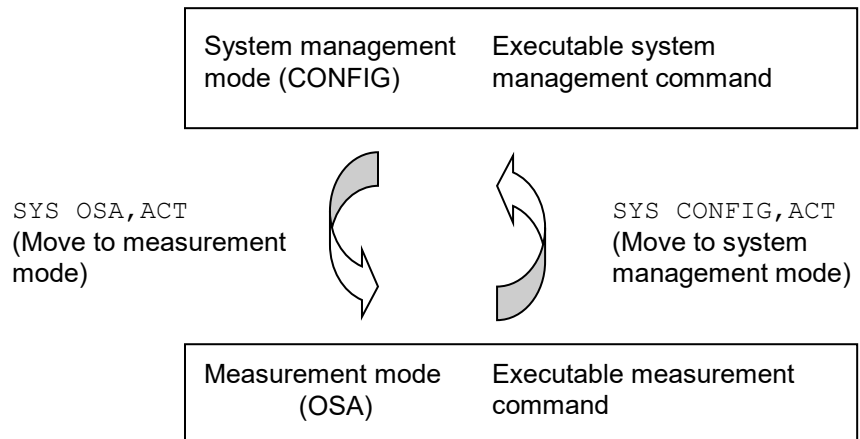 System management
mode (CONFIG)
Executable system
management command
SYS OSA,ACT
(Move to measurement
mode)
SYS CONFIG,ACT
(Move to system
management mode)
Measurement mode
(OSA)
Executable measurement
command